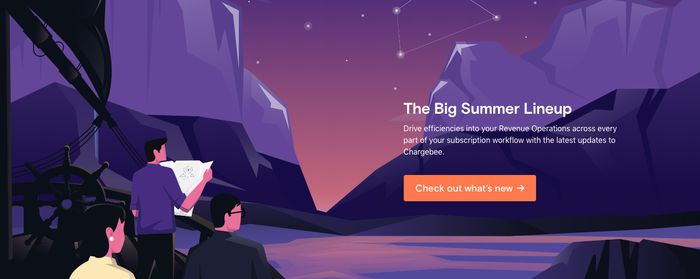 The Big Summer Lineup
Drive efficiencies into your Revenue Operations across every
part of your subscription workflow with the latest updates to
Chargebee.
Check out what's new →